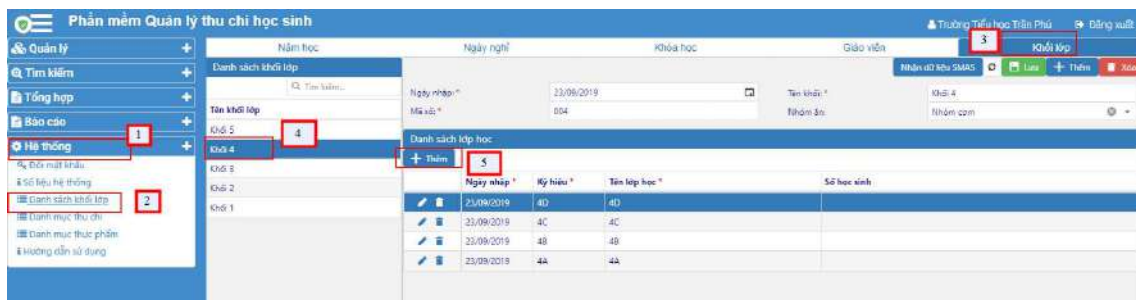 Phần mềm Quản lý thu chi học sinh
Trường Tiểu học Trần Phú Đăng xuất
Quản lý
Tìm kiếm
Tổng hợp
Báo cáo
1
Hệ thống
Đổi mật khẩu
Số liệu hệ thống
Danh sách khối lớp
2
Danh mục thu chi
Danh mục thực phẩm
Hướng dẫn sử dụng
Năm học Ngày nghỉ Khóa học Giáo viên 3 Khối lớp
Danh sách khối lớp
Tìm kiếm...
Tên khối lớp
Khối 5
4
Khối 4
Khối 3
Khối 2
Khối 1
Nhận dữ liệu SMAS Lưu Thêm Xóa
Ngày nhập:* 23/09/2019 Tên khối:* Khối 4
Mã số:* 004 Nhóm ăn: Nhóm cơm
Danh sách lớp học
Thêm 5
Ngày nhập * Ký hiệu * Tên lớp học * Số học sinh
23/09/2019 4D 4D
23/09/2019 4C 4C
23/09/2019 4B 4B
23/09/2019 4A 4A